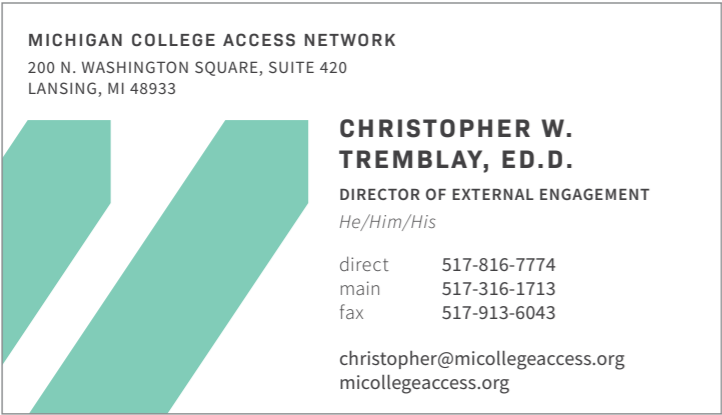 MICHIGAN COLLEGE ACCESS NETWORK
200 N. WASHINGTON SQUARE, SUITE 420
LANSING, MI 48933
CHRISTOPHER W.
TREMBLAY, ED.D.
DIRECTOR OF EXTERNAL ENGAGEMENT
He/Him/His
direct 517-816-7774
main 517-316-1713
fax 517-913-6043
christopher@micollegeaccess.org
micollegeaccess.org